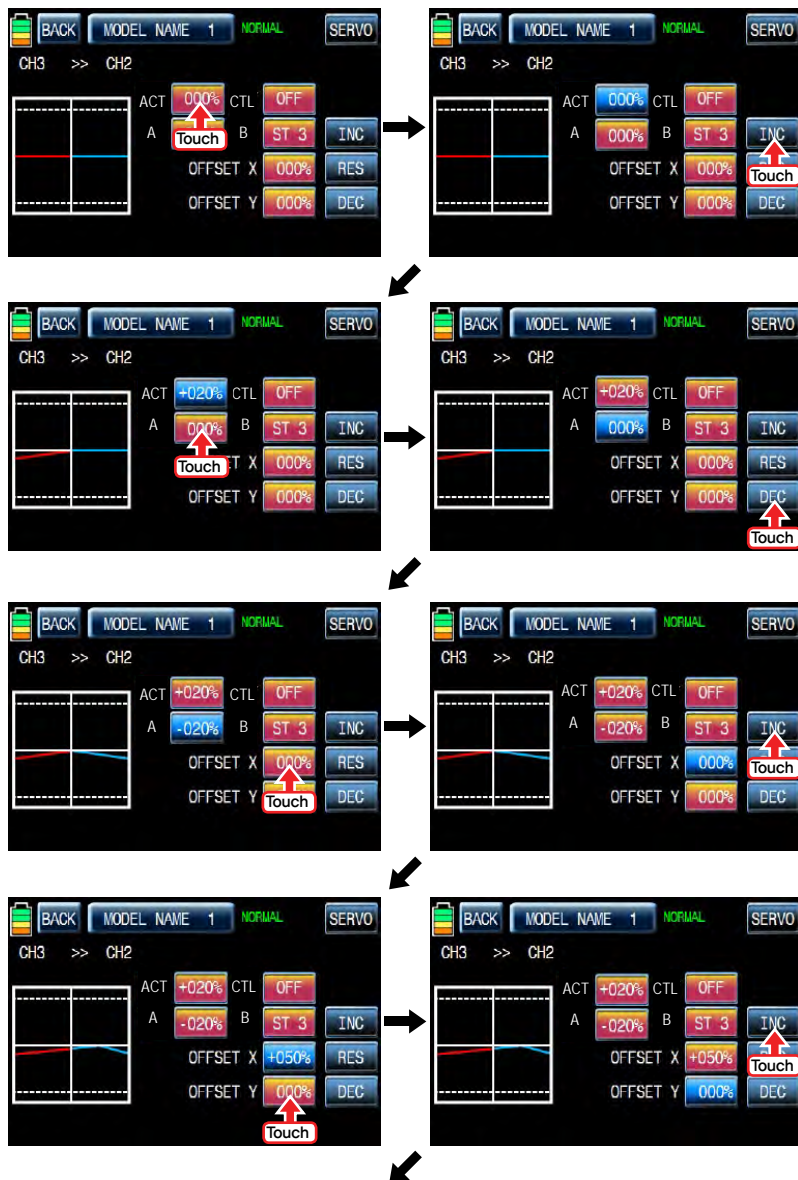 BACK MODEL NAME 1 NORMAL SERVO
CH3 >> CH2
ACT 000% CTL OFF
A Touch B ST 3 INC
OFFSET X 000% RES
OFFSET Y 000% DEC
BACK MODEL NAME 1 NORMAL SERVO
CH3 >> CH2
ACT 000% CTL OFF
A 000% B ST 3 INC
OFFSET X 000% Touch
OFFSET Y 000% DEC
BACK MODEL NAME 1 NORMAL SERVO
CH3 >> CH2
ACT +020% CTL OFF
A 000% B ST 3 INC
Touch ET X 000% RES
OFFSET Y 000% DEC
BACK MODEL NAME 1 NORMAL SERVO
CH3 >> CH2
ACT +020% CTL OFF
A 000% B ST 3 INC
OFFSET X 000% RES
OFFSET Y 000% DEC
Touch
BACK MODEL NAME 1 NORMAL SERVO
CH3 >> CH2
ACT +020% CTL OFF
A -020% B ST 3 INC
OFFSET X 000% RES
OFFSET Y Touch DEC
BACK MODEL NAME 1 NORMAL SERVO
CH3 >> CH2
ACT +020% CTL OFF
A -020% B ST 3 INC
OFFSET X 000% Touch
OFFSET Y 000% DEC
BACK MODEL NAME 1 NORMAL SERVO
CH3 >> CH2
ACT +020% CTL OFF
A -020% B ST 3 INC
OFFSET X +050% RES
OFFSET Y 000% DEC
Touch
BACK MODEL NAME 1 NORMAL SERVO
CH3 >> CH2
ACT +020% CTL OFF
A -020% B ST 3 INC
OFFSET X +050% Touch
OFFSET Y 000% DEC